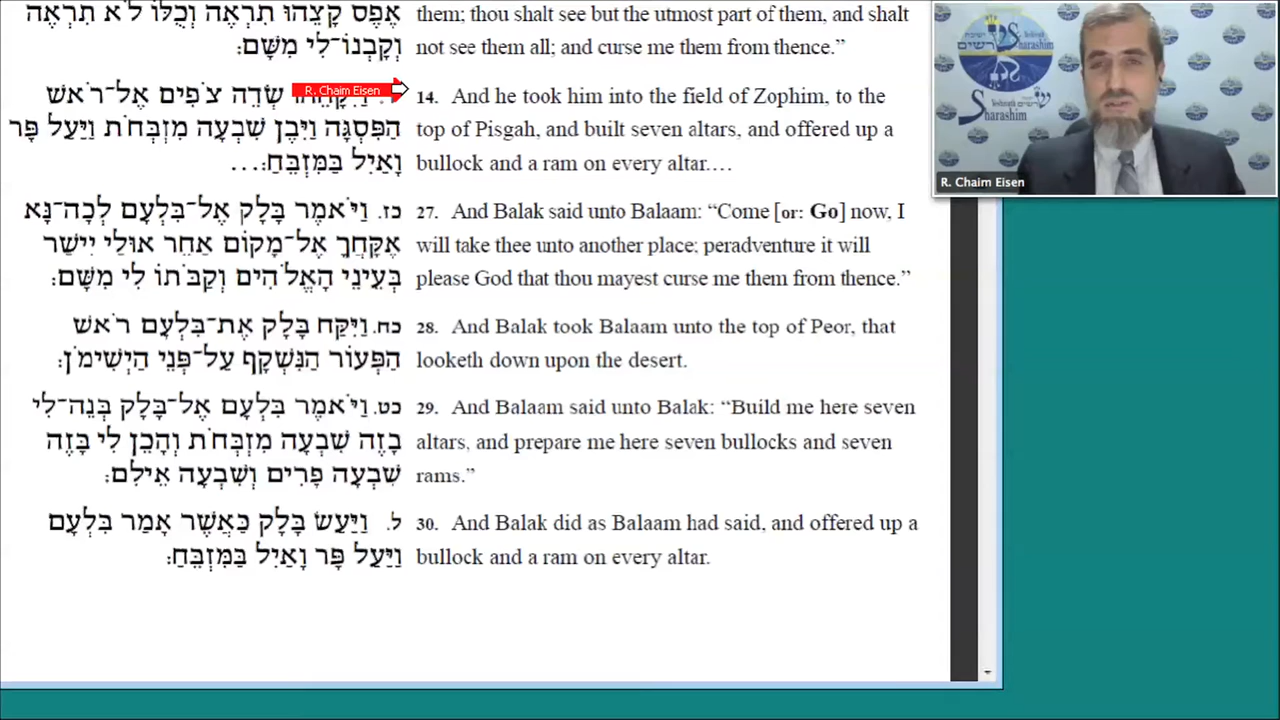 אֶפֶס קָצֵהוּ תִרְאֶה וְכֻלּוֹ לֹא תִרְאֶה
וְקָבְנוֹ־לִי מִשָּׁם:
שְׂדֵה צֹפִים אֶל־רֹאשׁ
הַפִּסְגָּה וַיִּבֶן שִׁבְעָה מִזְבְּחֹת וַיַּעַל פָּר
וָאַיִל בַּמִּזְבֵּחַ:...
כז. וַיֹּאמֶר בָּלָק אֶל־בִּלְעָם לְכָה־נָּא
אֶקָּחֲךָ אֶל־מָקוֹם אַחֵר אוּלַי יִישַׁר
בְּעֵינֵי הָאֱלֹהִים וְקַבֹּתוֹ לִי מִשָּׁם:
כח. וַיִּקַּח בָּלָק אֶת־בִּלְעָם רֹאשׁ
הַפְּעוֹר הַנִּשְׁקָף עַל־פְּנֵי הַיְשִׁימֹן:
כט. וַיֹּאמֶר בִּלְעָם אֶל־בָּלָק בְּנֵה־לִי
בָזֶה שִׁבְעָה מִזְבְּחֹת וְהָכֵן לִי בָּזֶה
שִׁבְעָה פָרִים וְשִׁבְעָה אֵילִם:
ל. וַיַּעַשׂ בָּלָק כַּאֲשֶׁר אָמַר בִּלְעָם
וַיַּעַל פָּר וָאַיִל בַּמִּזְבֵּחַ:
R. Chaim Eisen
them; thou shalt see but the utmost part of them, and shalt
not see them all; and curse me them from thence.”
14. And he took him into the field of Zophim, to the
top of Pisgah, and built seven altars, and offered up a
bullock and a ram on every altar.…
27. And Balak said unto Balaam: “Come [or: Go] now, I
will take thee unto another place; peradventure it will
please God that thou mayest curse me them from thence.”
28. And Balak took Balaam unto the top of Peor, that
looketh down upon the desert.
29. And Balaam said unto Balak: “Build me here seven
altars, and prepare me here seven bullocks and seven
rams.”
30. And Balak did as Balaam had said, and offered up a
bullock and a ram on every altar.
ישיבת
שרשים
Yeshivath
Sharashim
R. Chaim Eisen